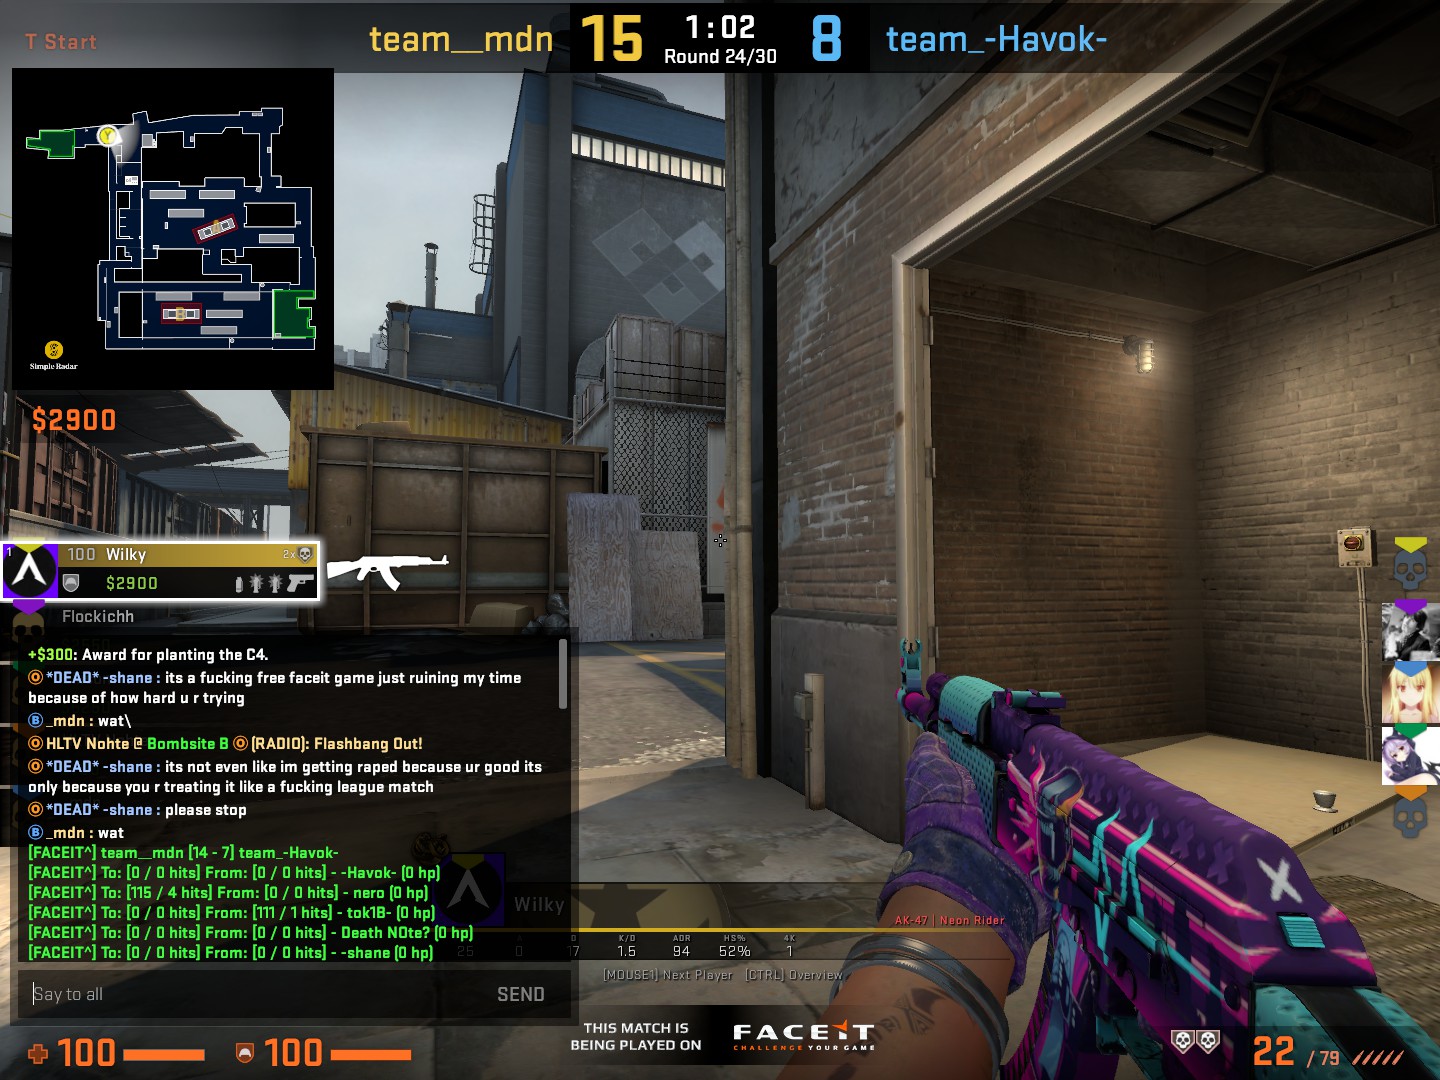 T Start
team__mdn 15 1:02 8 team_-Havok-
Round 24/30
Simple Radar
$2900
1 100 Wilky 2x
$2900
Flockichh
+$300: Award for planting the C4.
*DEAD* -shane : its a fucking free faceit game just ruining my time
because of how hard u r trying
B _mdn : wat\
HLTV Nohte @ Bombsite B (RADIO): Flashbang Out!
*DEAD* -shane : its not even like im getting raped because ur good its
only because you r treating it like a fucking league match
*DEAD* -shane : please stop
B _mdn : wat
[FACEIT^] team__mdn [14 - 7] team_-Havok-
[FACEIT^] To: [0 / 0 hits] From: [0 / 0 hits] - -Havok- (0 hp)
[FACEIT^] To: [115 / 4 hits] From: [0 / 0 hits] - nero (0 hp)
[FACEIT^] To: [0 / 0 hits] From: [111 / 1 hits] - tok1B- (0 hp)
[FACEIT^] To: [0 / 0 hits] From: [0 / 0 hits] - Death N0te? (0 hp)
[FACEIT^] To: [0 / 0 hits] From: [0 / 0 hits] - -shane (0 hp)
Wilky
AK-47 | Neon Rider
K/D ADR HS% 4K
25 0 17 1.5 94 52% 1
[MOUSE1] Next Player [CTRL] Overview
Say to all SEND
THIS MATCH IS
BEING PLAYED ON
FACEIT
CHALLENGE YOUR GAME
100 100
22 / 79